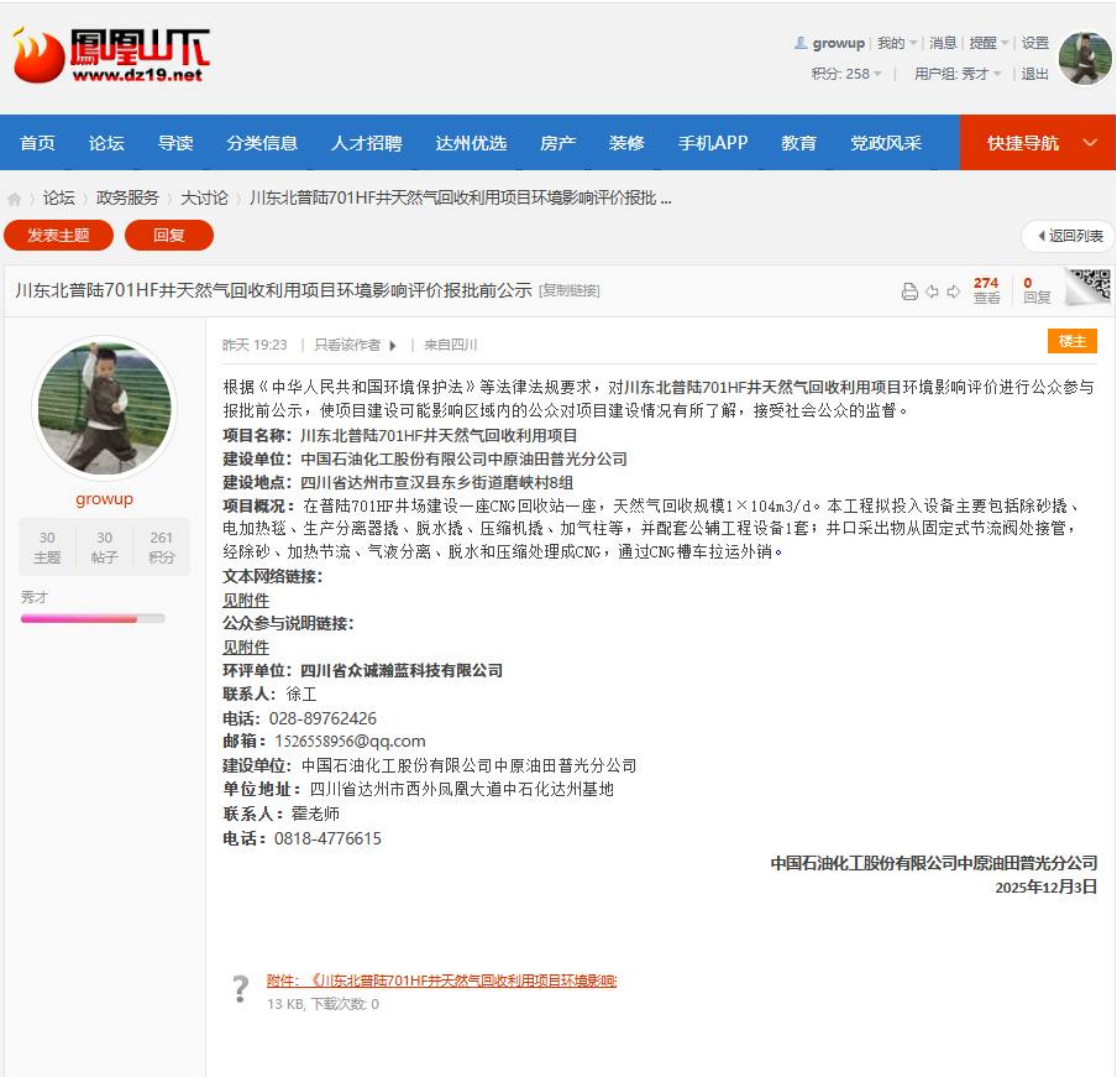 鳳凰山下
www.dz19.net
growup | 我的 | 消息 | 提醒 | 设置
积分: 258 | 用户组: 秀才 | 退出
首页 论坛 导读 分类信息 人才招聘 达州优选 房产 装修 手机APP 教育 党政风采 快捷导航
论坛 › 政务服务 › 大讨论 › 川东北普陆701HF井天然气回收利用项目环境影响评价报批 ...
发表主题 回复 返回列表
川东北普陆701HF井天然气回收利用项目环境影响评价报批前公示 [复制链接] 274 查看 0 回复
昨天 19:23 | 只看该作者 | 来自四川 楼主
growup
30 主题 30 帖子 261 积分
秀才
根据《中华人民共和国环境保护法》等法律法规要求，对川东北普陆701HF井天然气回收利用项目环境影响评价进行公众参与
报批前公示，使项目建设可能影响区域内的公众对项目建设情况有所了解，接受社会公众的监督。
项目名称：川东北普陆701HF井天然气回收利用项目
建设单位：中国石油化工股份有限公司中原油田普光分公司
建设地点：四川省达州市宣汉县东乡街道磨峡村8组
项目概况：在普陆701HF井场建设一座CNG回收站一座，天然气回收规模1×104m3/d。本工程拟投入设备主要包括除砂撬、
电加热毯、生产分离器撬、脱水撬、压缩机撬、加气柱等，并配套公辅工程设备1套；井口采出物从固定式节流阀处接管，
经除砂、加热节流、气液分离、脱水和压缩处理成CNG，通过CNG槽车拉运外销。
文本网络链接：
见附件
公众参与说明链接：
见附件
环评单位：四川省众诚瀚蓝科技有限公司
联系人：徐工
电话：028-89762426
邮箱：1526558956@qq.com
建设单位：中国石油化工股份有限公司中原油田普光分公司
单位地址：四川省达州市西外凤凰大道中石化达州基地
联系人：霍老师
电话：0818-4776615
中国石油化工股份有限公司中原油田普光分公司
2025年12月3日
附件：《川东北普陆701HF井天然气回收利用项目环境影响
13 KB, 下载次数: 0